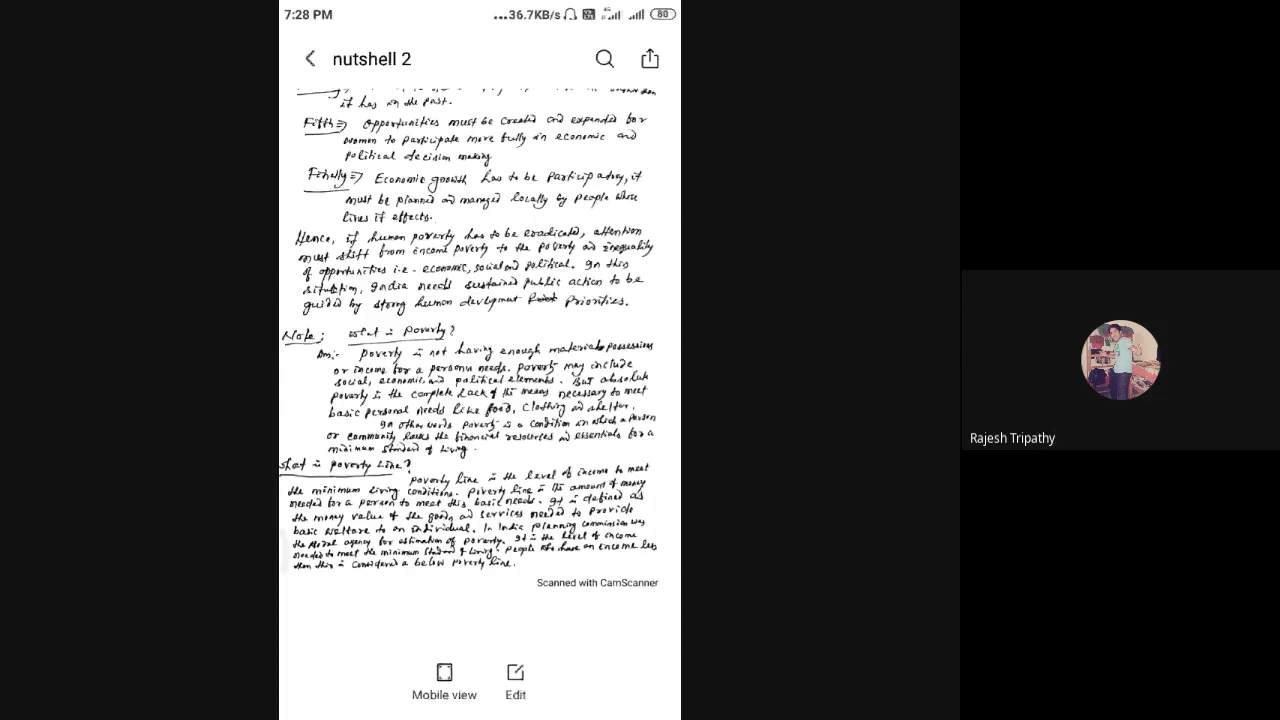 7:28 PM
...36.7KB/s
80
nutshell 2
it has in the past.
Fifth ⇒ Opportunities must be created and expanded for
women to participate more fully in economic and
political decision making
Finally ⇒ Economic growth has to be participatory, it
must be planned and managed locally by people whose
lives it effects.
Hence, if human poverty has to be eradicated, attention
must shift from income poverty to the poverty and inequality
of opportunities i.e. economic, social and political. In this
situation, India needs sustained public action to be
guided by strong human devlopment Priorities.
Note; What is Poverty?
Ans:- Poverty is not having enough material possessions
or income for a persons needs. Poverty may include
social, economic, and political elements. But absolute
poverty is the complete lack of the means necessary to meet
basic personal needs like food, clothing and shelter.
In other words poverty is a condition in which a person
or community lacks the financial resources and essentials for a
minimum standard of living.
What is Poverty Line?
Poverty line is the level of income to meet
the minimum living conditions. Poverty line is the amount of money
needed for a person to meet this basic needs. It is defined as
the money value of the goods and services needed to provide
basic welfare to an individual. In India planning commission was
the nodal agency for estimation of poverty. It is the level of income
needed to meet the minimum standard of living. People who have an income less
than this is considered a below poverty line.
Scanned with CamScanner
Mobile view
Edit
Rajesh Tripathy